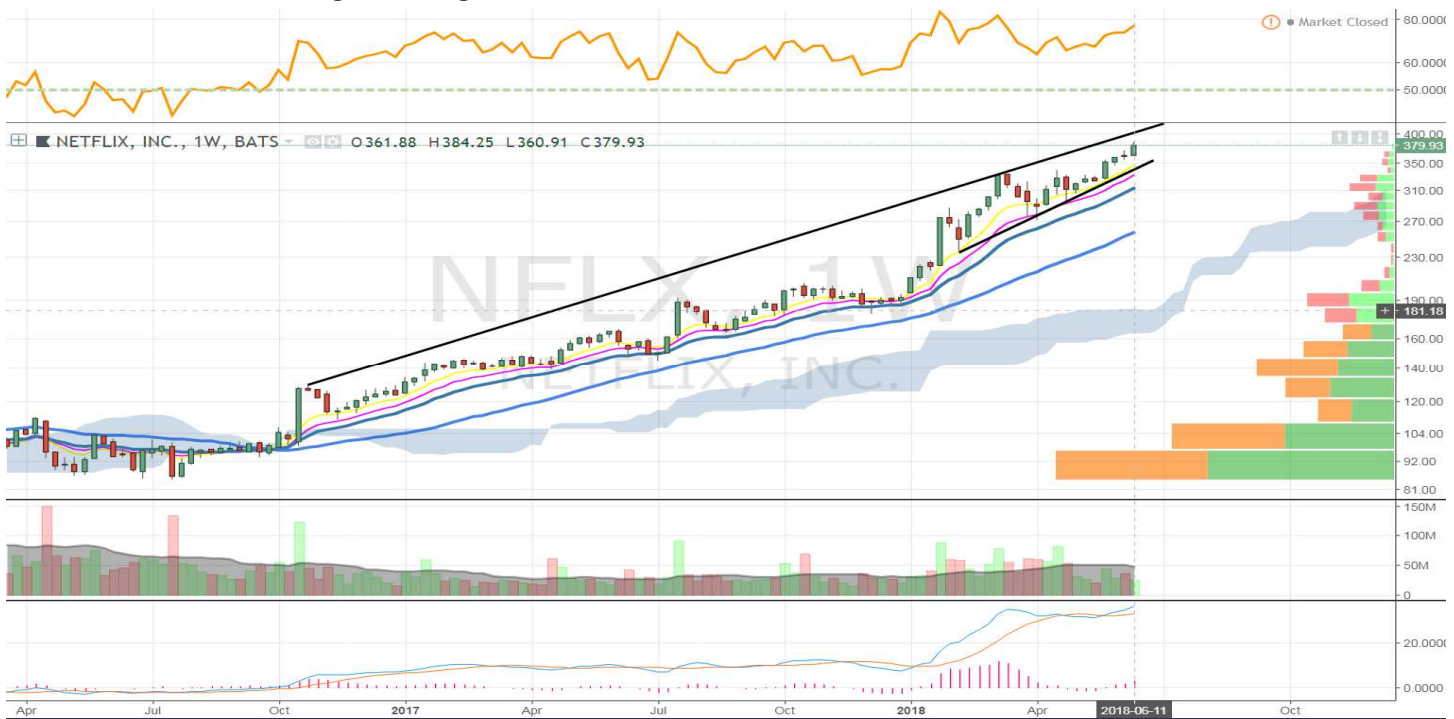 80.0000
Market Closed
60.0000
50.0000
NETFLIX, INC., 1W, BATS O361.88 H384.25 L360.91 C379.93
400.00
379.93
350.00
310.00
270.00
230.00
NFLX, 1W
190.00
181.18
160.00
NETFLIX, INC.
140.00
120.00
104.00
92.00
81.00
150M
100M
50M
0
20.0000
0.0000
Apr Jul Oct 2017 Apr Jul Oct 2018 Apr 2018-06-11 Oct